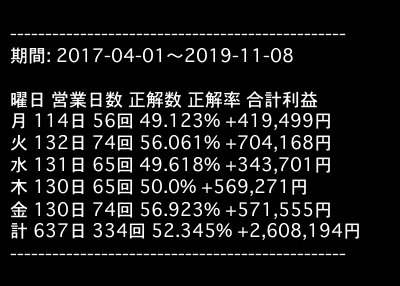 ------------------------------------------------
期間: 2017-04-01〜2019-11-08
曜日 営業日数 正解数 正解率 合計利益
月 114日 56回 49.123% +419,499円
火 132日 74回 56.061% +704,168円
水 131日 65回 49.618% +343,701円
木 130日 65回 50.0% +569,271円
金 130日 74回 56.923% +571,555円
計 637日 334回 52.345% +2,608,194円
------------------------------------------------